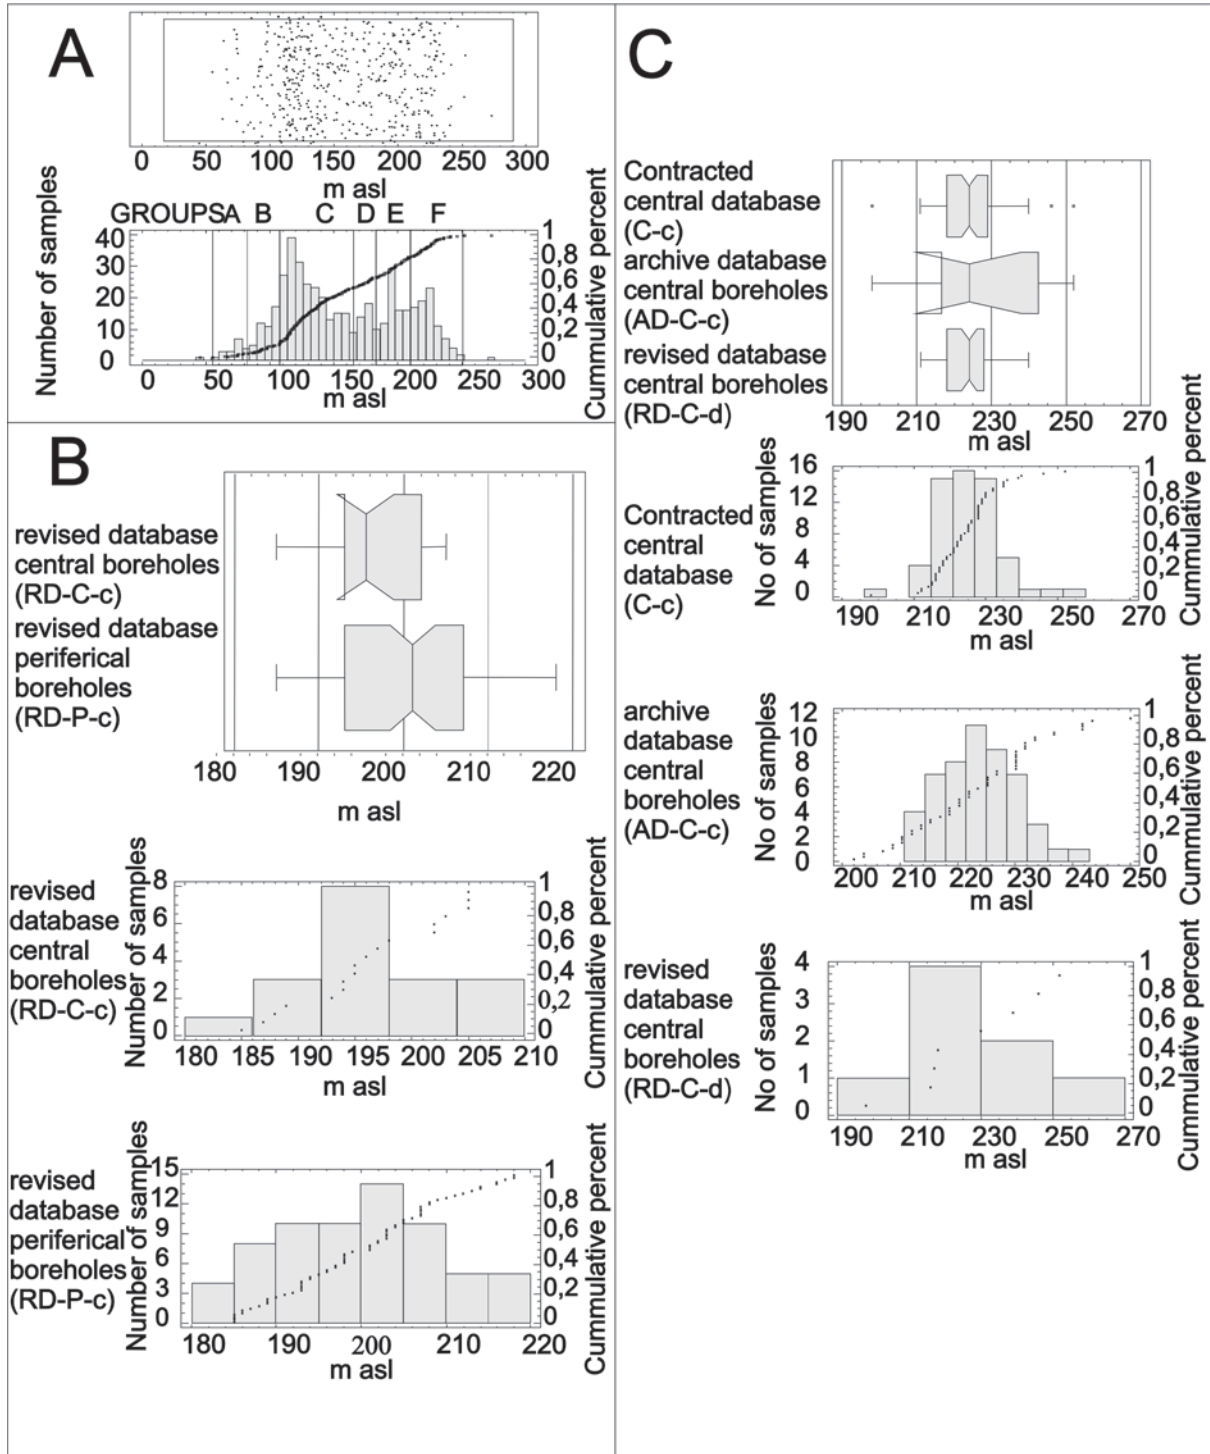 A
0 50 100 150 200 250 300
m asl
GROUPSA B C D E F
Number of samples
40
30
20
10
0
1
0,8
0,6
0,4
0,2
0
Cummulative percent
0 50 100 150 200 250 300
m asl
B
revised database
central boreholes
(RD-C-c)
revised database
periferical
boreholes
(RD-P-c)
180 190 200 210 220
m asl
revised
database
central
boreholes
(RD-C-c)
Number of samples
8
6
4
2
0
1
0,8
0,6
0,4
0,2
0
Cummulative percent
180 185 190 195 200 205 210
m asl
revised
database
periferical
boreholes
(RD-P-c)
Number of samples
15
12
9
6
3
0
1
0,8
0,6
0,4
0,2
0
Cummulative percent
180 190 200 210 220
m asl
C
Contracted
central database
(C-c)
archive database
central boreholes
(AD-C-c)
revised database
central boreholes
(RD-C-d)
190 210 230 250 270
m asl
Contracted
central
database
(C-c)
No of samples
16
12
8
4
0
1
0,8
0,6
0,4
0,2
0
Cummulative percent
190 210 230 250 270
m asl
archive
database
central
boreholes
(AD-C-c)
No of samples
12
10
8
6
4
2
0
1
0,8
0,6
0,4
0,2
0
Cummulative percent
200 210 220 230 240 250
m asl
revised
database
central
boreholes
(RD-C-d)
No of samples
4
3
2
1
0
1
0,8
0,6
0,4
0,2
0
Cummulative percent
190 210 230 250 270
m asl